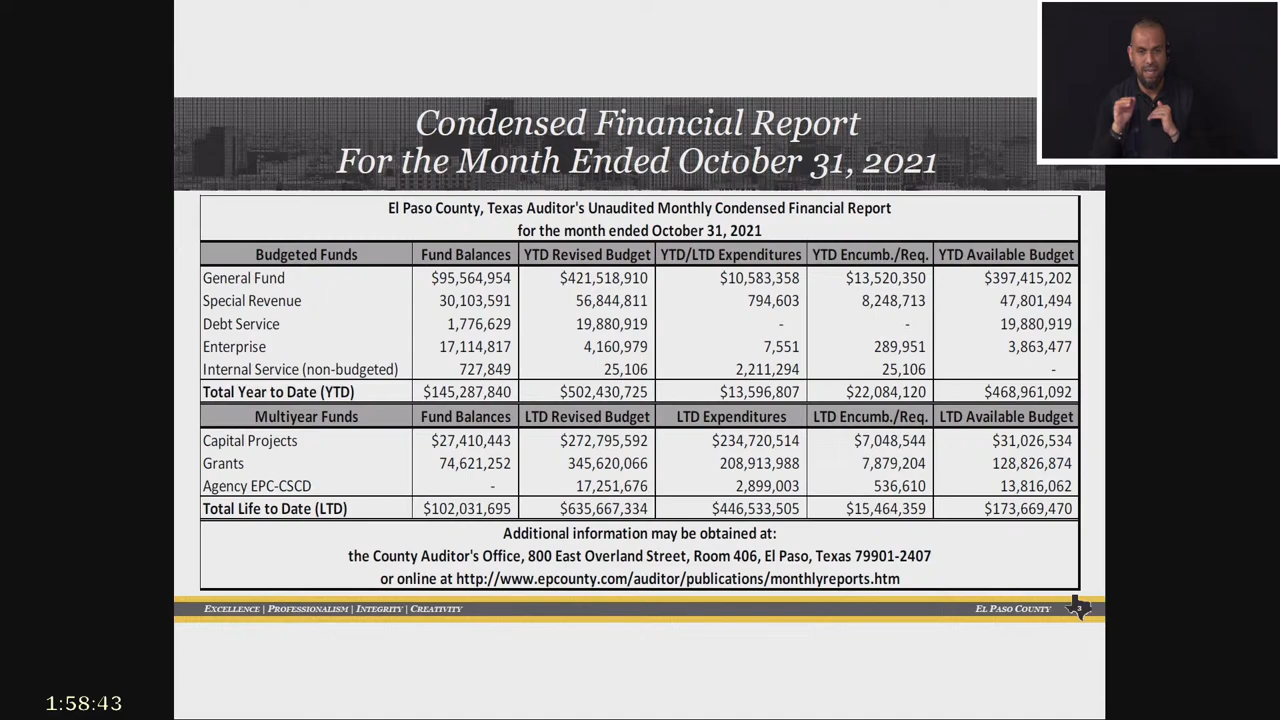 Condensed Financial Report
For the Month Ended October 31, 2021
El Paso County, Texas Auditor's Unaudited Monthly Condensed Financial Report
for the month ended October 31, 2021
Budgeted Funds Fund Balances YTD Revised Budget YTD/LTD Expenditures YTD Encumb./Req. YTD Available Budget
General Fund $95,564,954 $421,518,910 $10,583,358 $13,520,350 $397,415,202
Special Revenue 30,103,591 56,844,811 794,603 8,248,713 47,801,494
Debt Service 1,776,629 19,880,919 - - 19,880,919
Enterprise 17,114,817 4,160,979 7,551 289,951 3,863,477
Internal Service (non-budgeted) 727,849 25,106 2,211,294 25,106 -
Total Year to Date (YTD) $145,287,840 $502,430,725 $13,596,807 $22,084,120 $468,961,092
Multiyear Funds Fund Balances LTD Revised Budget LTD Expenditures LTD Encumb./Req. LTD Available Budget
Capital Projects $27,410,443 $272,795,592 $234,720,514 $7,048,544 $31,026,534
Grants 74,621,252 345,620,066 208,913,988 7,879,204 128,826,874
Agency EPC-CSCD - 17,251,676 2,899,003 536,610 13,816,062
Total Life to Date (LTD) $102,031,695 $635,667,334 $446,533,505 $15,464,359 $173,669,470
Additional information may be obtained at:
the County Auditor's Office, 800 East Overland Street, Room 406, El Paso, Texas 79901-2407
or online at http://www.epcounty.com/auditor/publications/monthlyreports.htm
EXCELLENCE | PROFESSIONALISM | INTEGRITY | CREATIVITY EL PASO COUNTY 3
1:58:43